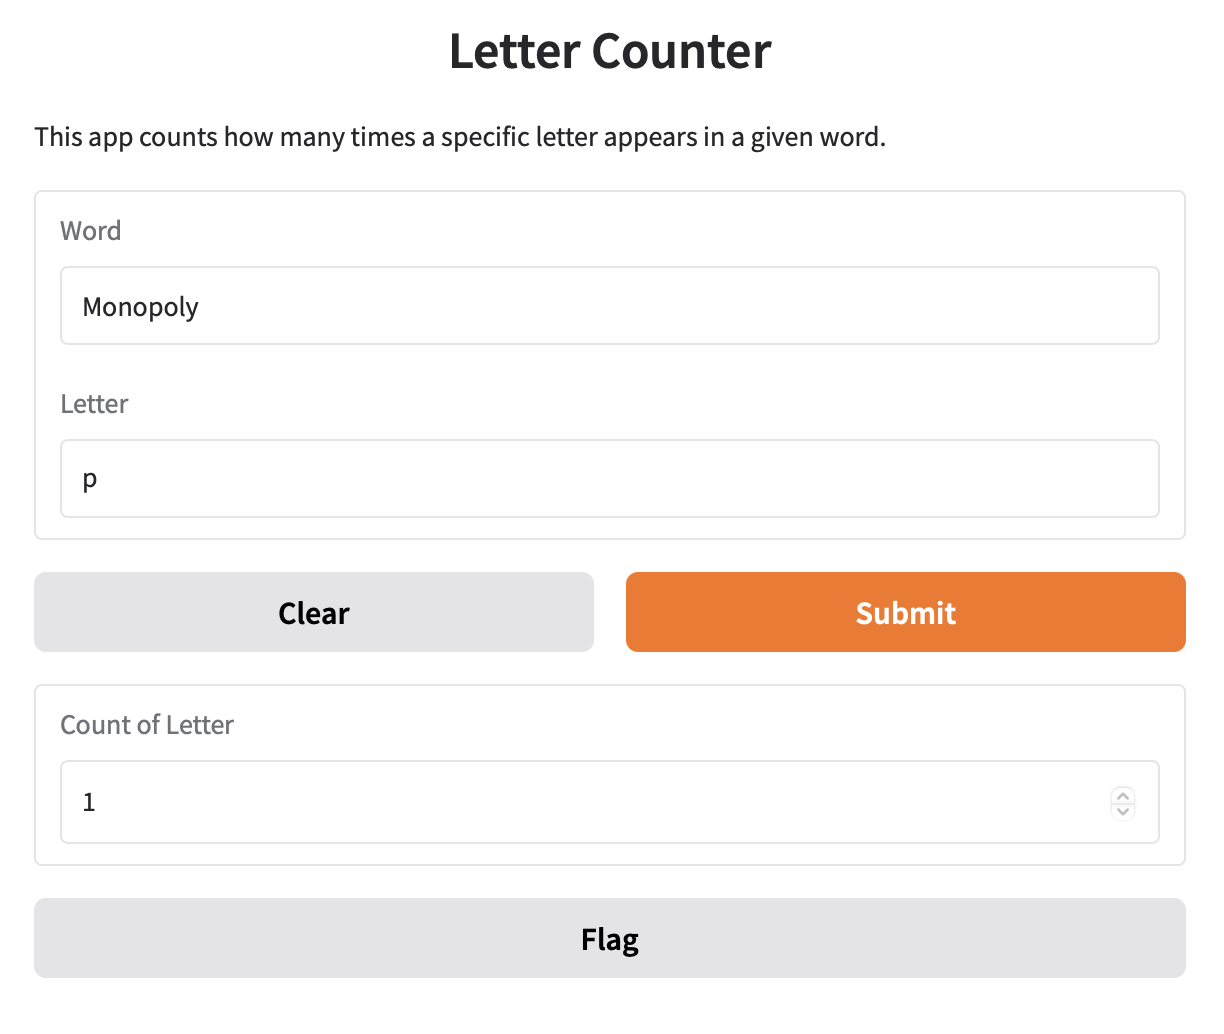 Letter Counter
This app counts how many times a specific letter appears in a given word.
Word
Monopoly
Letter
p
Clear
Submit
Count of Letter
1
Flag